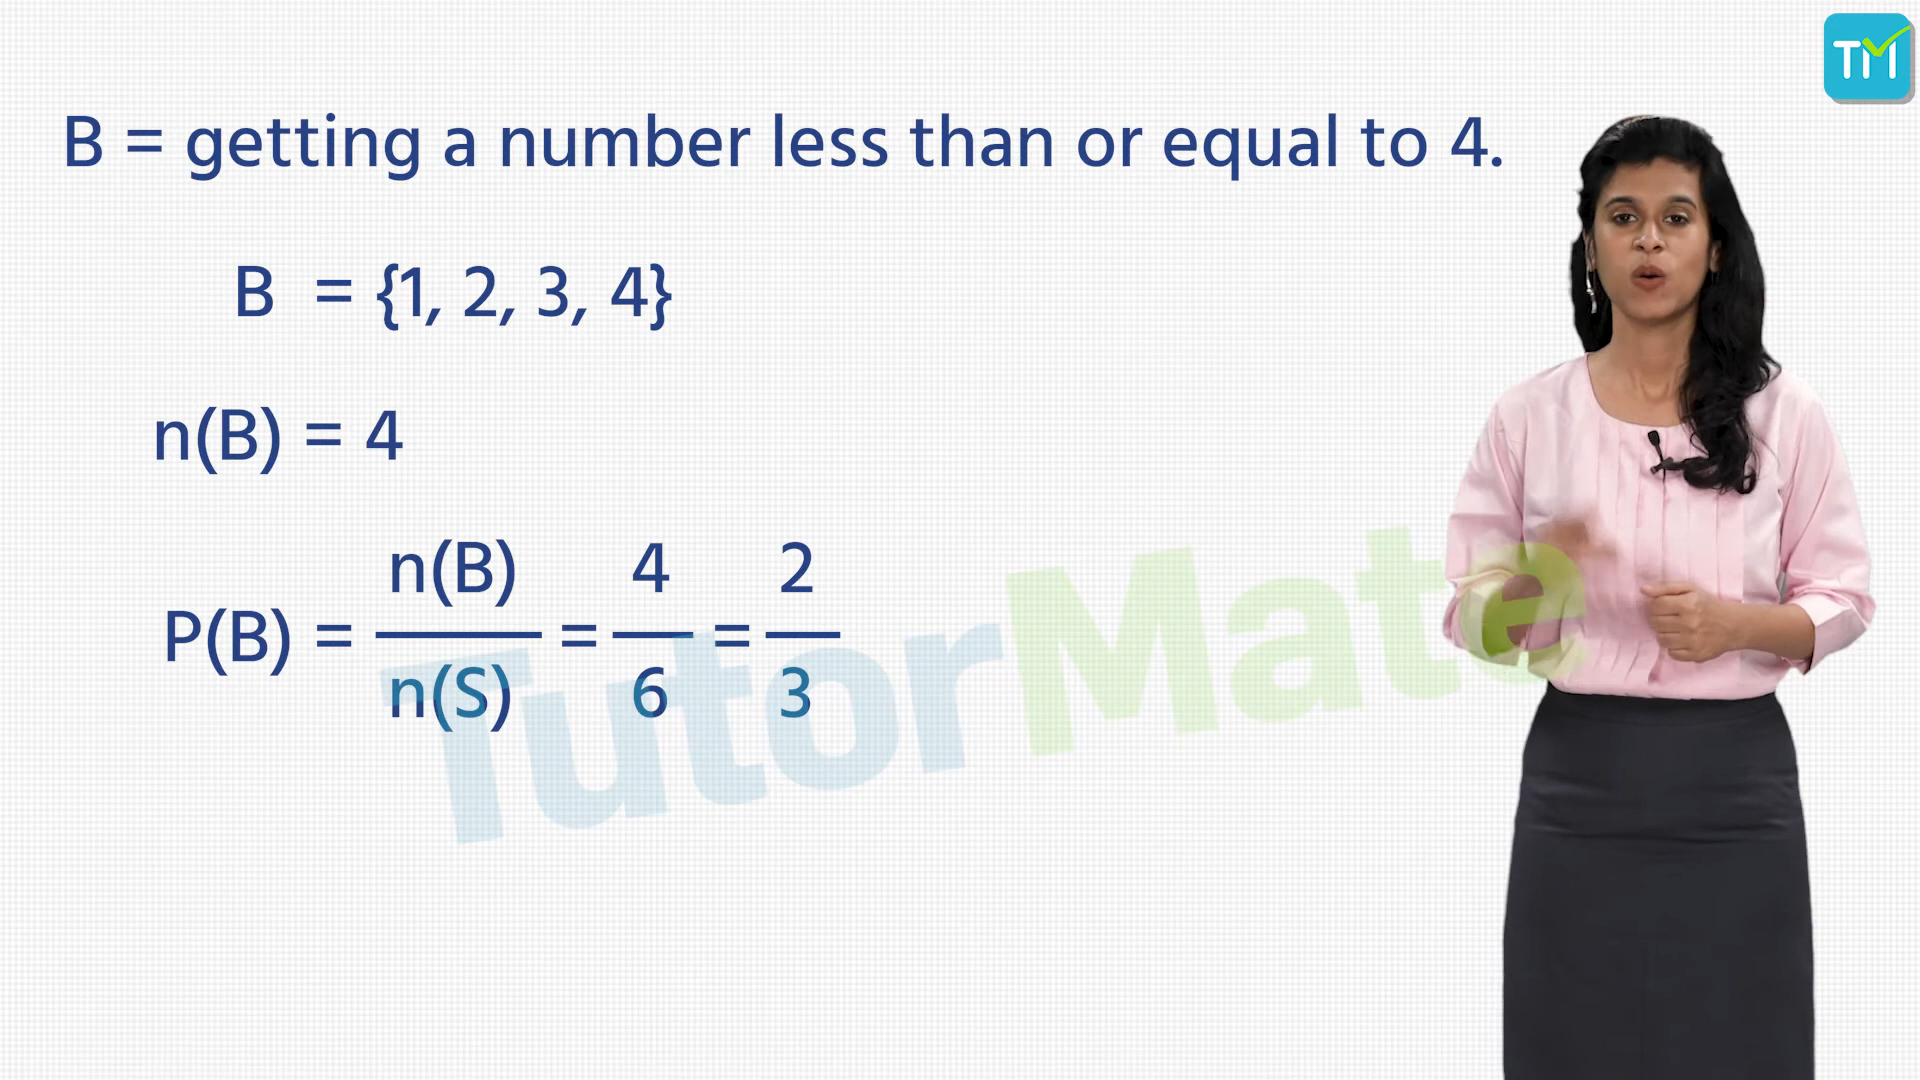 TM
B = getting a number less than or equal to 4.
B = {1, 2, 3, 4}
n(B) = 4
P(B) = n(B)/n(S) = 4/6 = 2/3
TutorMate